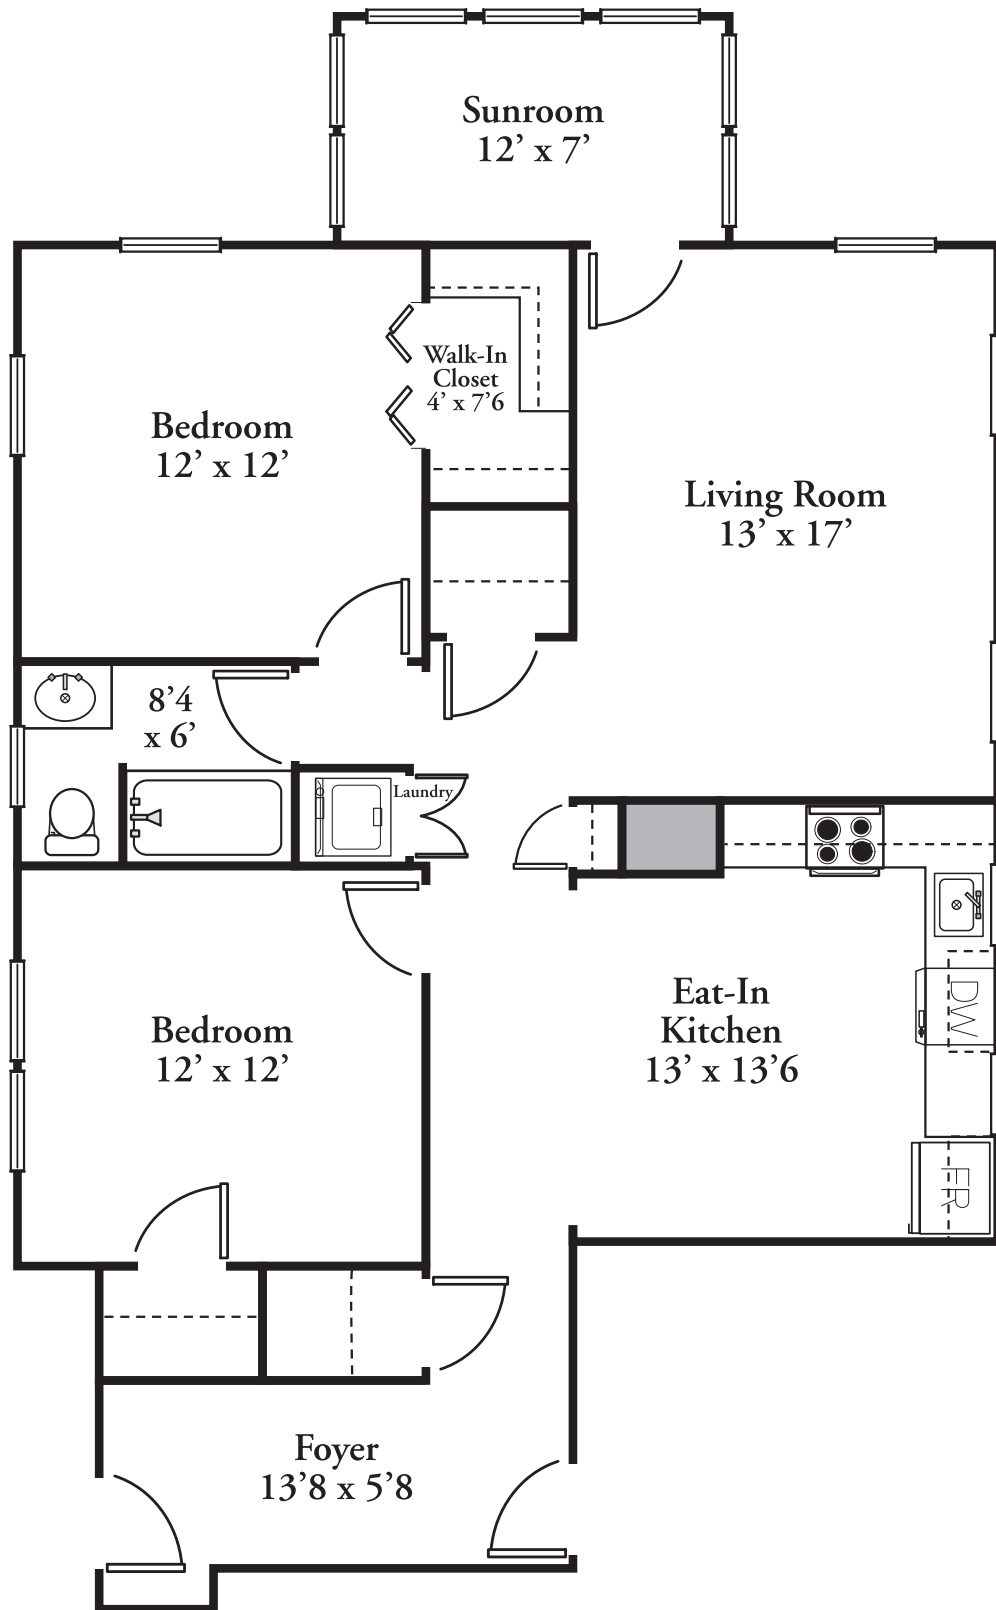 Sunroom
12’ x 7’
Walk-In
Closet
4’ x 7’6
Bedroom
12’ x 12’
Living Room
13’ x 17’
8’4
x 6’
Laundry
Eat-In
Kitchen
13’ x 13’6
DW
Bedroom
12’ x 12’
FR
Foyer
13’8 x 5’8